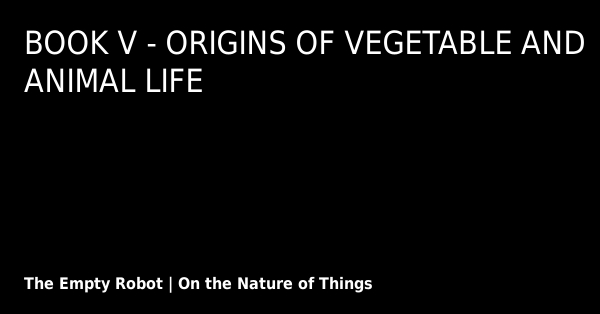 BOOK V - ORIGINS OF VEGETABLE AND
ANIMAL LIFE
The Empty Robot | On the Nature of Things